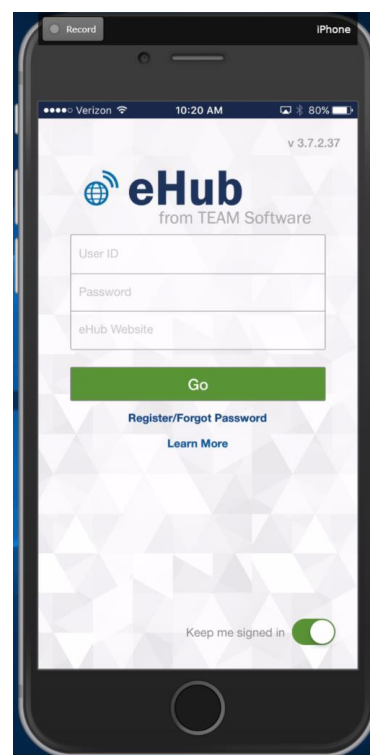 Record iPhone
Verizon 10:20 AM 80%
v 3.7.2.37
eHub
from TEAM Software
User ID
Password
eHub Website
Go
Register/Forgot Password
Learn More
Keep me signed in